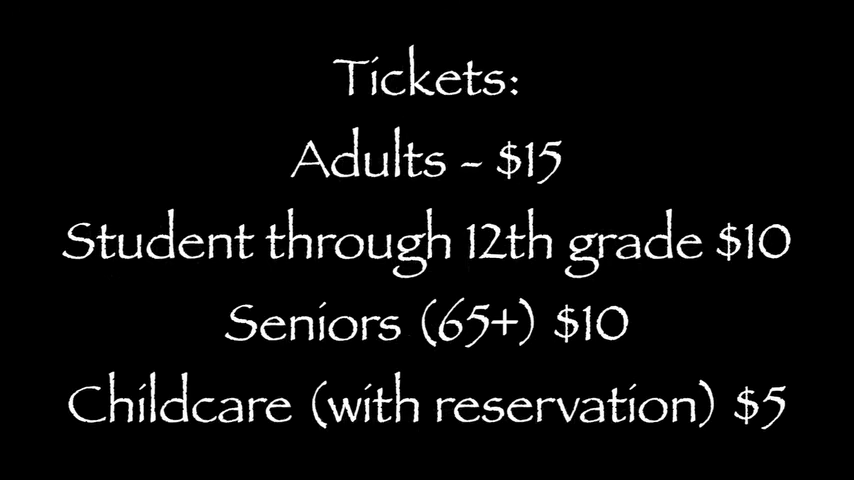 Tickets:
Adults - $15
Student through 12th grade $10
Seniors (65+) $10
Childcare (with reservation) $5